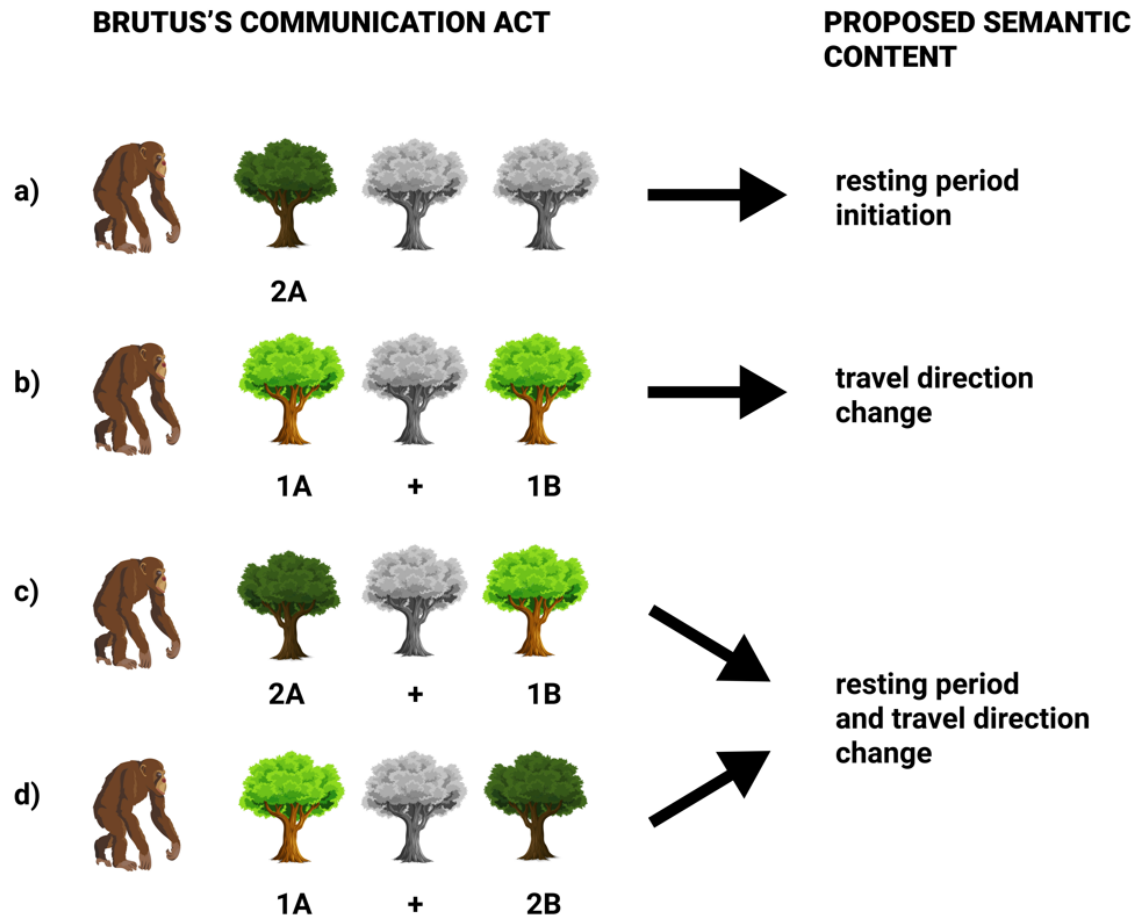 BRUTUS'S COMMUNICATION ACT
PROPOSED SEMANTIC
CONTENT
a)
resting period
initiation
2A
b)
travel direction
change
1A + 1B
c)
2A + 1B
resting period
and travel direction
change
d)
1A + 2B